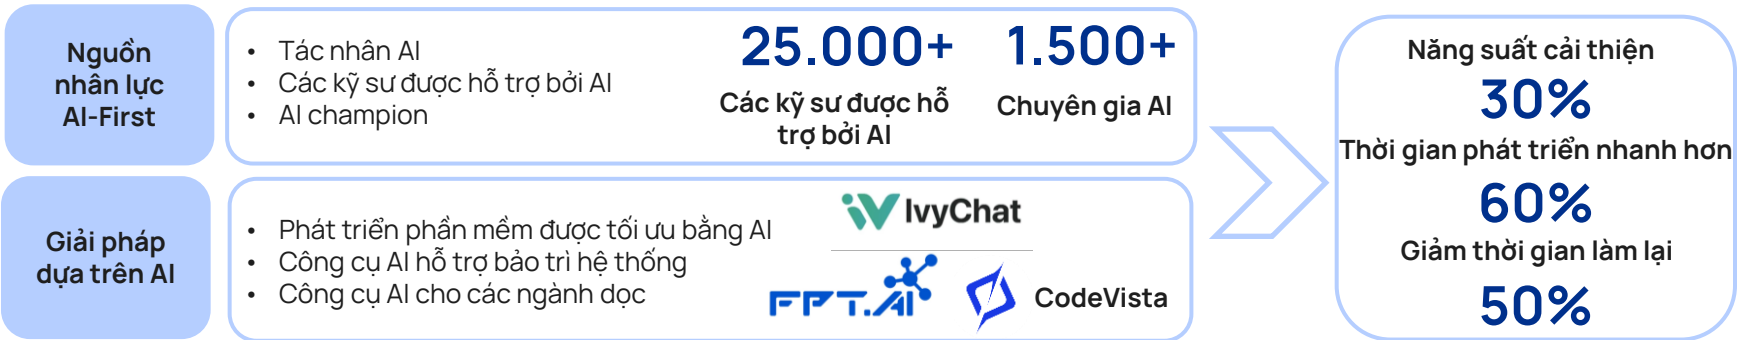 Nguồn
nhân lực
AI-First
• Tác nhân AI
• Các kỹ sư được hỗ trợ bởi AI
• AI champion
25.000+
Các kỹ sư được hỗ
trợ bởi AI
1.500+
Chuyên gia AI
Giải pháp
dựa trên AI
• Phát triển phần mềm được tối ưu bằng AI
• Công cụ AI hỗ trợ bảo trì hệ thống
• Công cụ AI cho các ngành dọc
IvyChat
FPT.AI
CodeVista
Năng suất cải thiện
30%
Thời gian phát triển nhanh hơn
60%
Giảm thời gian làm lại
50%